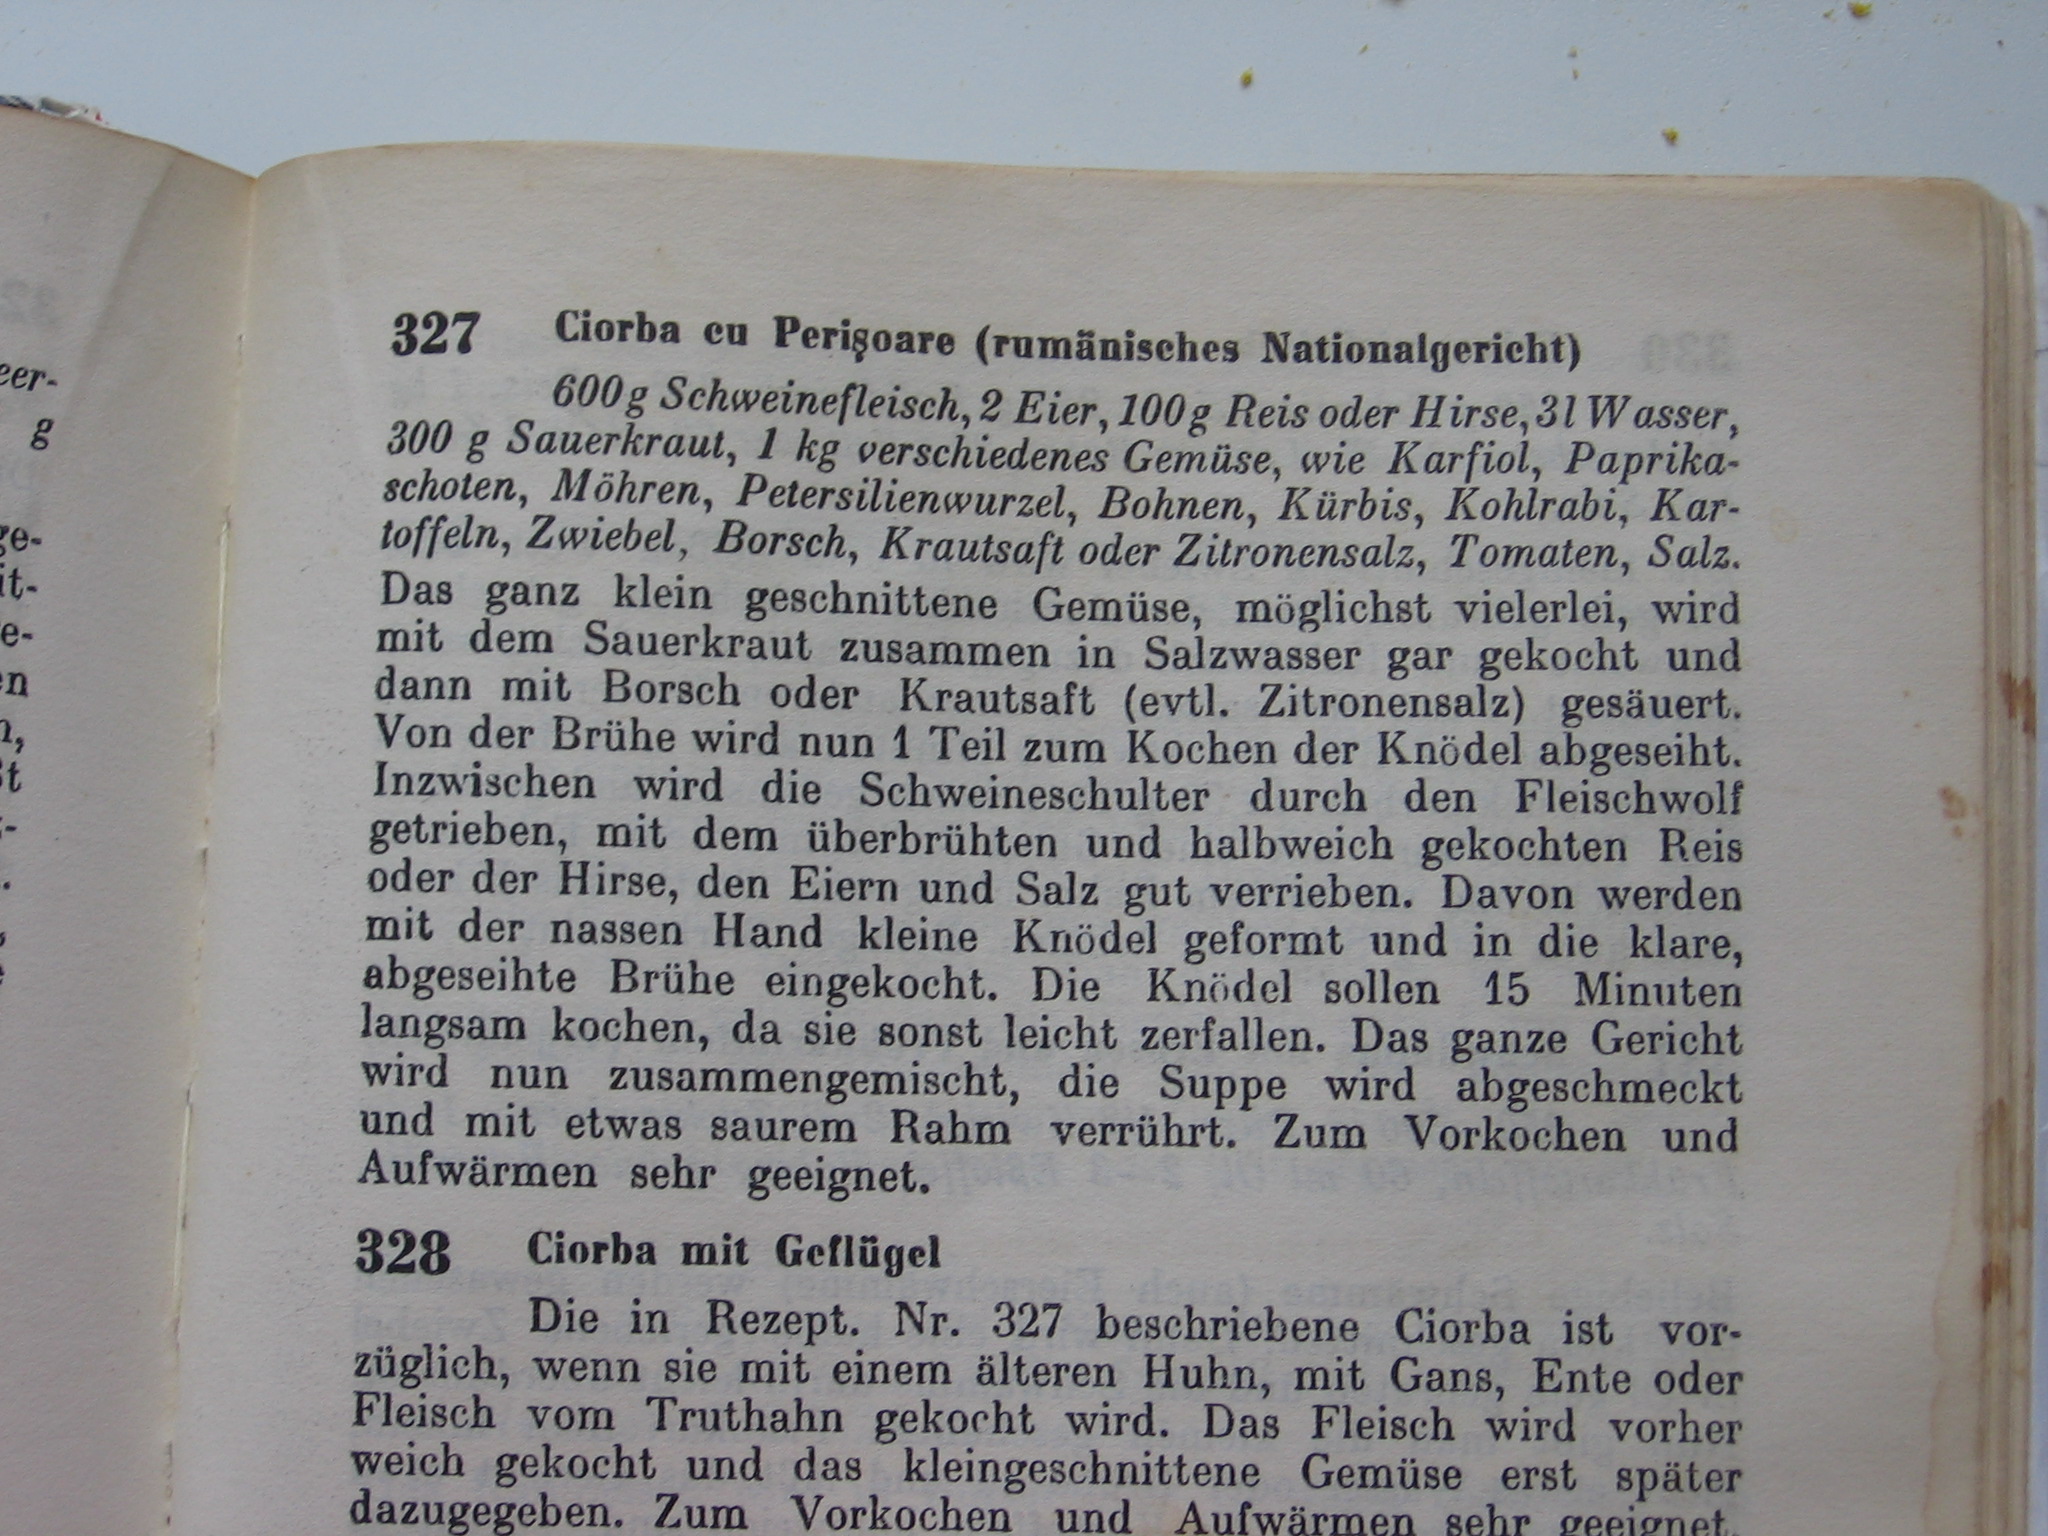 eer-
g
ge-
it-
e-
en
n,
st
-
.
,
e
327 Ciorba cu Perişoare (rumänisches Nationalgericht)
600g Schweinefleisch, 2 Eier, 100g Reis oder Hirse, 3l Wasser,
300 g Sauerkraut, 1 kg verschiedenes Gemüse, wie Karfiol, Paprika-
schoten, Möhren, Petersilienwurzel, Bohnen, Kürbis, Kohlrabi, Kar-
toffeln, Zwiebel, Borsch, Krautsaft oder Zitronensalz, Tomaten, Salz.
Das ganz klein geschnittene Gemüse, möglichst vielerlei, wird
mit dem Sauerkraut zusammen in Salzwasser gar gekocht und
dann mit Borsch oder Krautsaft (evtl. Zitronensalz) gesäuert.
Von der Brühe wird nun 1 Teil zum Kochen der Knödel abgeseiht.
Inzwischen wird die Schweineschulter durch den Fleischwolf
getrieben, mit dem überbrühten und halbweich gekochten Reis
oder der Hirse, den Eiern und Salz gut verrieben. Davon werden
mit der nassen Hand kleine Knödel geformt und in die klare,
abgeseihte Brühe eingekocht. Die Knödel sollen 15 Minuten
langsam kochen, da sie sonst leicht zerfallen. Das ganze Gericht
wird nun zusammengemischt, die Suppe wird abgeschmeckt
und mit etwas saurem Rahm verrührt. Zum Vorkochen und
Aufwärmen sehr geeignet.
328 Ciorba mit Geflügel
Die in Rezept. Nr. 327 beschriebene Ciorba ist vor-
züglich, wenn sie mit einem älteren Huhn, mit Gans, Ente oder
Fleisch vom Truthahn gekocht wird. Das Fleisch wird vorher
weich gekocht und das kleingeschnittene Gemüse erst später
dazugegeben. Zum Vorkochen und Aufwärmen sehr geeignet.